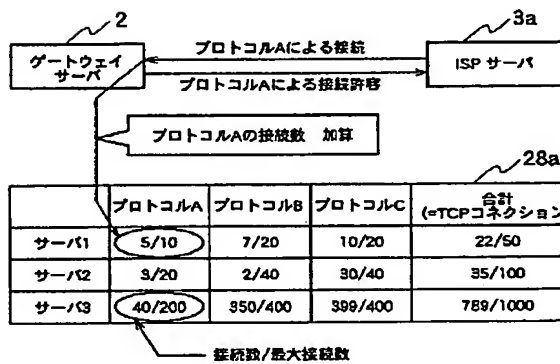 2
3a
プロトコルAによる接続
ゲートウェイ
サーバ
ISP サーバ
プロトコルAによる接続許容
プロトコルAの接続数 加算
28a
プロトコルA プロトコルB プロトコルC 合計
(=TCPコネクション
サーバ1 5/10 7/20 10/20 22/50
サーバ2 3/20 2/40 30/40 35/100
サーバ3 40/200 350/400 399/400 789/1000
接続数/最大接続数